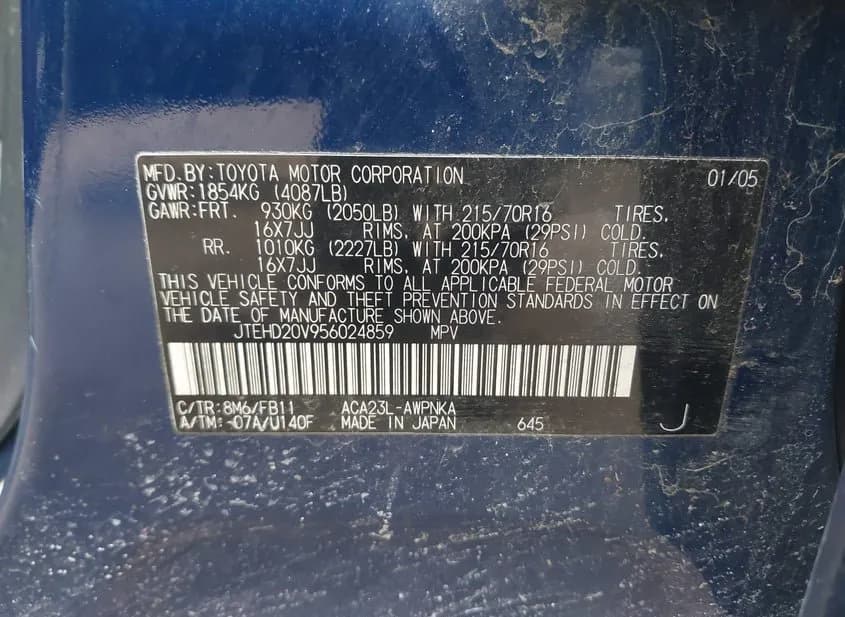 MFD.BY:TOYOTA MOTOR CORPORATION 01/05
GVWR:1854KG (4087LB)
GAWR:FRT. 930KG (2050LB) WITH 215/70R16 TIRES,
16X7JJ RIMS, AT 200KPA (29PSI) COLD.
RR. 1010KG (2227LB) WITH 215/70R16 TIRES,
16X7JJ RIMS, AT 200KPA (29PSI) COLD.
THIS VEHICLE CONFORMS TO ALL APPLICABLE FEDERAL MOTOR
VEHICLE SAFETY AND THEFT PREVENTION STANDARDS IN EFFECT ON
THE DATE OF MANUFACTURE SHOWN ABOVE.
JTEHD20V956024859 MPV
C/TR:8M6/FB11 ACA23L-AWPNKA
A/TM:-07A/U140F MADE IN JAPAN 645 J